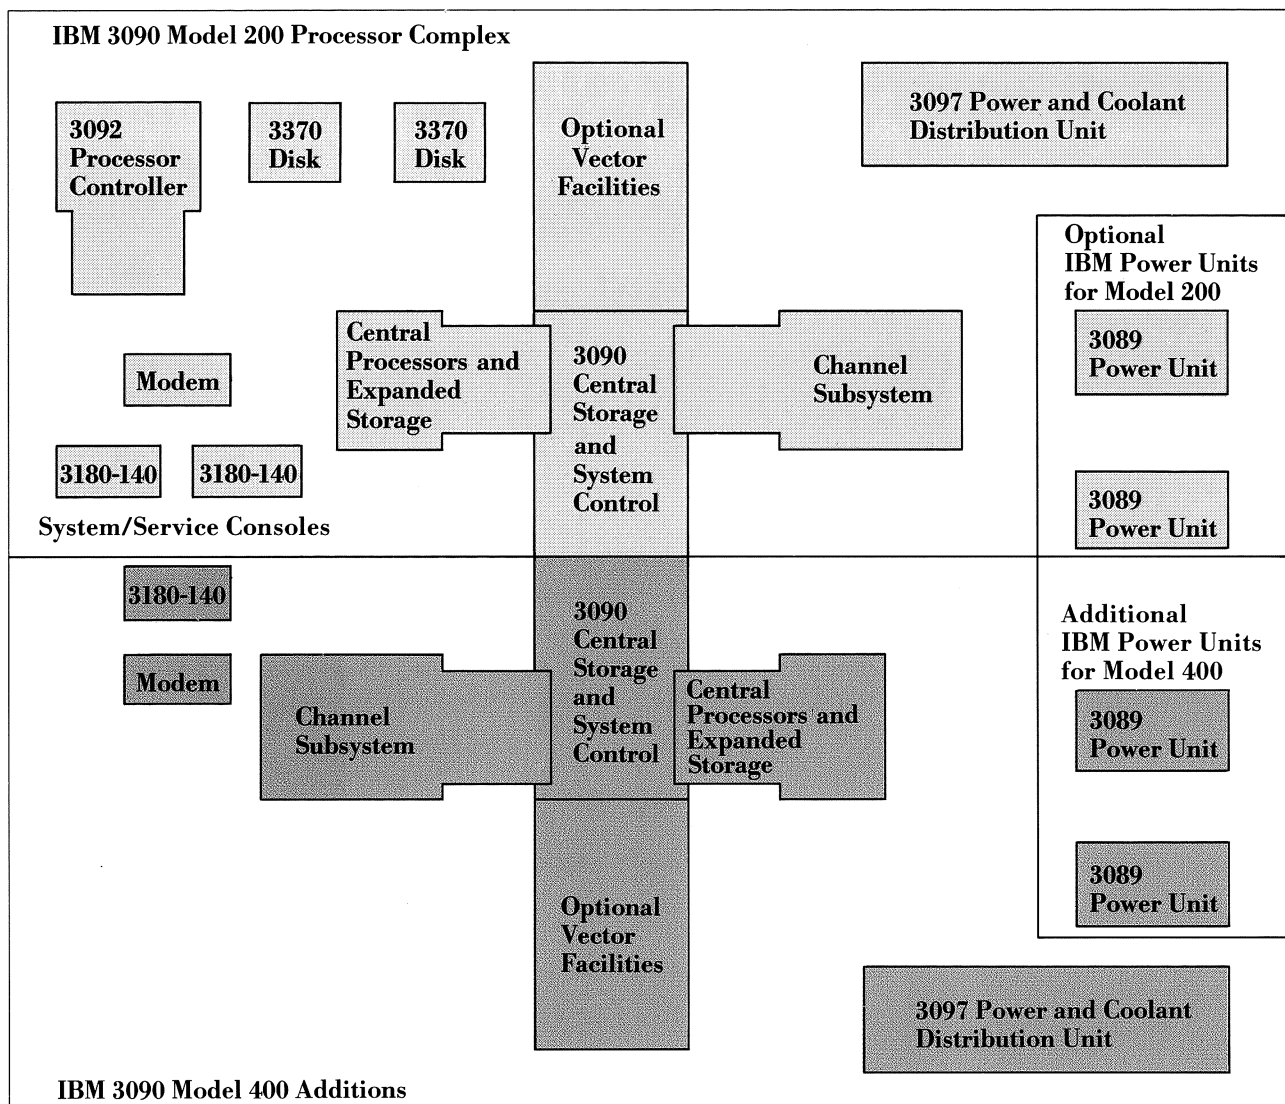 IBM 3090 Model 200 Processor Complex
3092
Processor
Controller
3370
Disk
3370
Disk
Optional
Vector
Facilities
3097 Power and Coolant
Distribution Unit
Optional
IBM Power Units
for Model 200
3089
Power Unit
3089
Power Unit
Central
Processors and
Expanded
Storage
3090
Central
Storage
and
System
Control
Channel
Subsystem
Modem
3180-140
3180-140
System/Service Consoles
3180-140
Modem
Channel
Subsystem
3090
Central
Storage
and
System
Control
Central
Processors and
Expanded
Storage
Additional
IBM Power Units
for Model 400
3089
Power Unit
3089
Power Unit
Optional
Vector
Facilities
3097 Power and Coolant
Distribution Unit
IBM 3090 Model 400 Additions